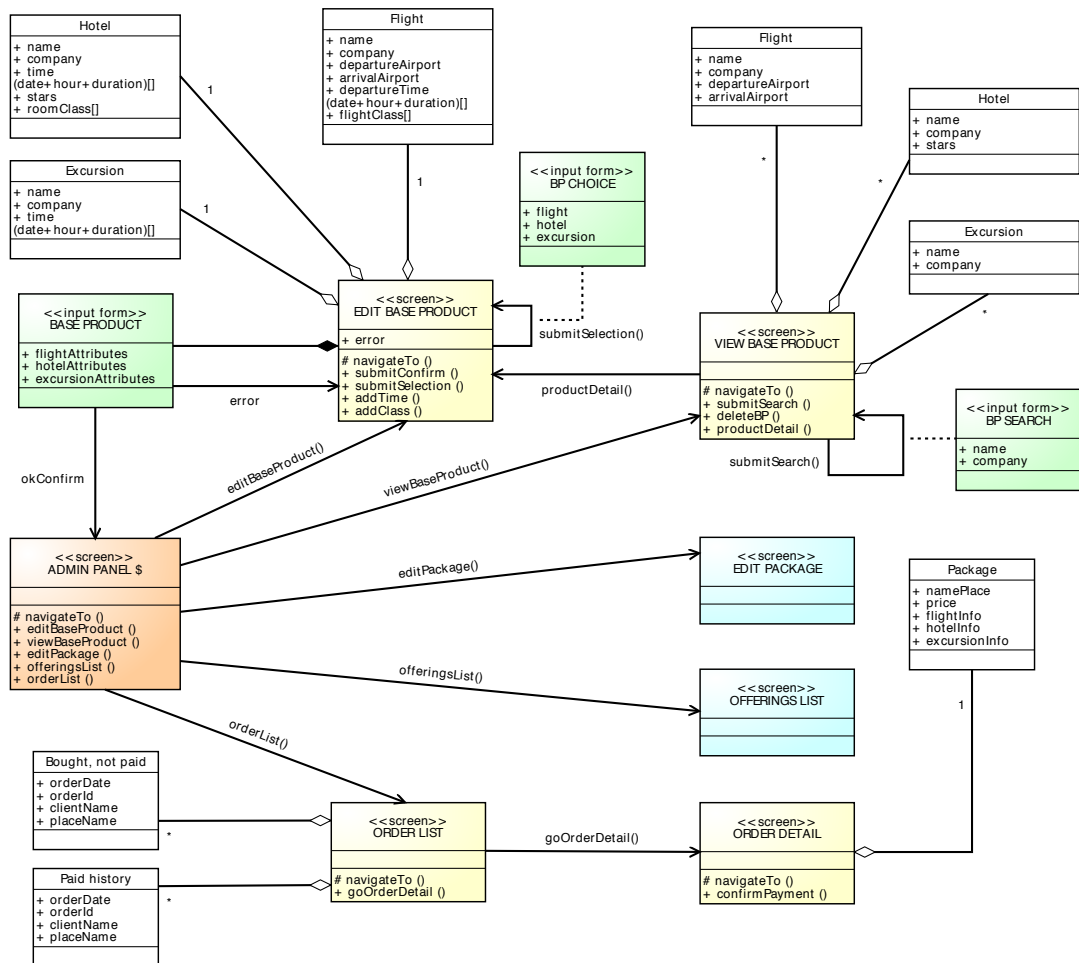 Hotel
+ name
+ company
+ time
(date+hour+duration)[]
+ stars
+ roomClass[]
Flight
+ name
+ company
+ departureAirport
+ arrivalAirport
+ departureTime
(date+hour+duration)[]
+ flightClass[]
Flight
+ name
+ company
+ departureAirport
+ arrivalAirport
Hotel
+ name
+ company
+ stars
Excursion
+ name
+ company
+ time
(date+hour+duration)[]
<<input form>>
BP CHOICE
+ flight
+ hotel
+ excursion
Excursion
+ name
+ company
1
1
1
*
*
*
<<input form>>
BASE PRODUCT
+ flightAttributes
+ hotelAttributes
+ excursionAttributes
<<screen>>
EDIT BASE PRODUCT
+ error
# navigateTo ()
+ submitConfirm ()
+ submitSelection ()
+ addTime ()
+ addClass ()
submitSelection()
<<screen>>
VIEW BASE PRODUCT
# navigateTo ()
+ submitSearch ()
+ deleteBP ()
+ productDetail ()
productDetail()
error
submitSearch()
<<input form>>
BP SEARCH
+ name
+ company
okConfirm
editBaseProduct()
viewBaseProduct()
<<screen>>
ADMIN PANEL $
# navigateTo ()
+ editBaseProduct ()
+ viewBaseProduct ()
+ editPackage ()
+ offeringsList ()
+ orderList ()
editPackage()
<<screen>>
EDIT PACKAGE
Package
+ namePlace
+ price
+ flightInfo
+ hotelInfo
+ excursionInfo
offeringsList()
<<screen>>
OFFERINGS LIST
1
orderList()
Bought, not paid
+ orderDate
+ orderId
+ clientName
+ placeName
*
<<screen>>
ORDER LIST
# navigateTo ()
+ goOrderDetail ()
goOrderDetail()
<<screen>>
ORDER DETAIL
# navigateTo ()
+ confirmPayment ()
Paid history
+ orderDate
+ orderId
+ clientName
+ placeName
*